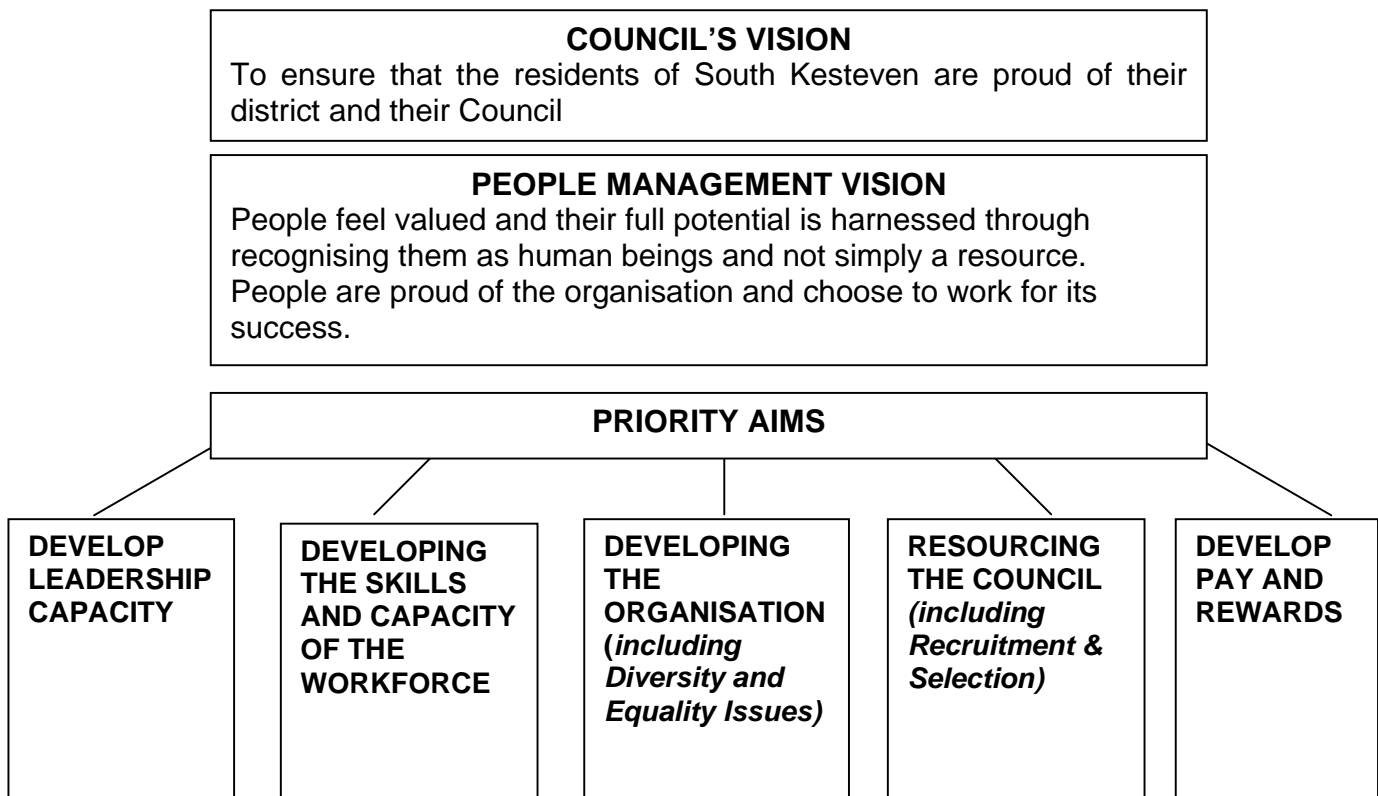 COUNCIL'S VISION
To ensure that the residents of South Kesteven are proud of their
district and their Council
PEOPLE MANAGEMENT VISION
People feel valued and their full potential is harnessed through
recognising them as human beings and not simply a resource.
People are proud of the organisation and choose to work for its
success.
PRIORITY AIMS
DEVELOP
LEADERSHIP
CAPACITY
DEVELOPING
THE SKILLS
AND CAPACITY
OF THE
WORKFORCE
DEVELOPING
THE
ORGANISATION
(including
Diversity and
Equality Issues)
RESOURCING
THE COUNCIL
(including
Recruitment &
Selection)
DEVELOP
PAY AND
REWARDS